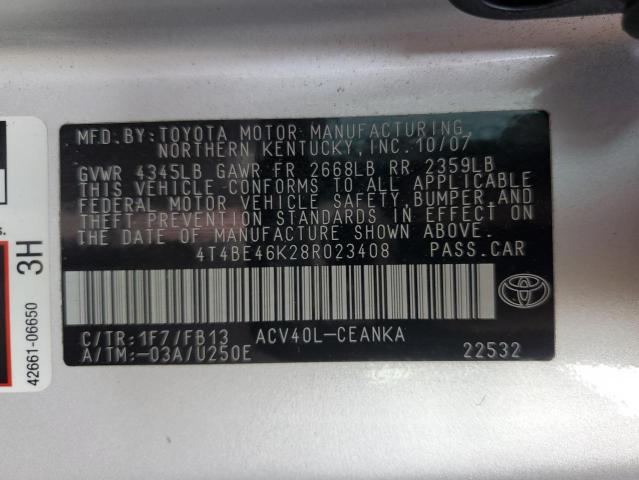 MFD. BY: TOYOTA MOTOR MANUFACTURING,
NORTHERN KENTUCKY, INC. 10/07
GVWR 4345LB GAWR FR 2668LB RR 2359LB
THIS VEHICLE CONFORMS TO ALL APPLICABLE
FEDERAL MOTOR VEHICLE SAFETY, BUMPER, AND
THEFT PREVENTION STANDARDS IN EFFECT ON
THE DATE OF MANUFACTURE SHOWN ABOVE.
4T4BE46K28R023408 PASS. CAR
C/TR: 1F7/FB13 ACV40L-CEANKA
A/TM: -03A/U250E 22532
s.
3H
42661-06650